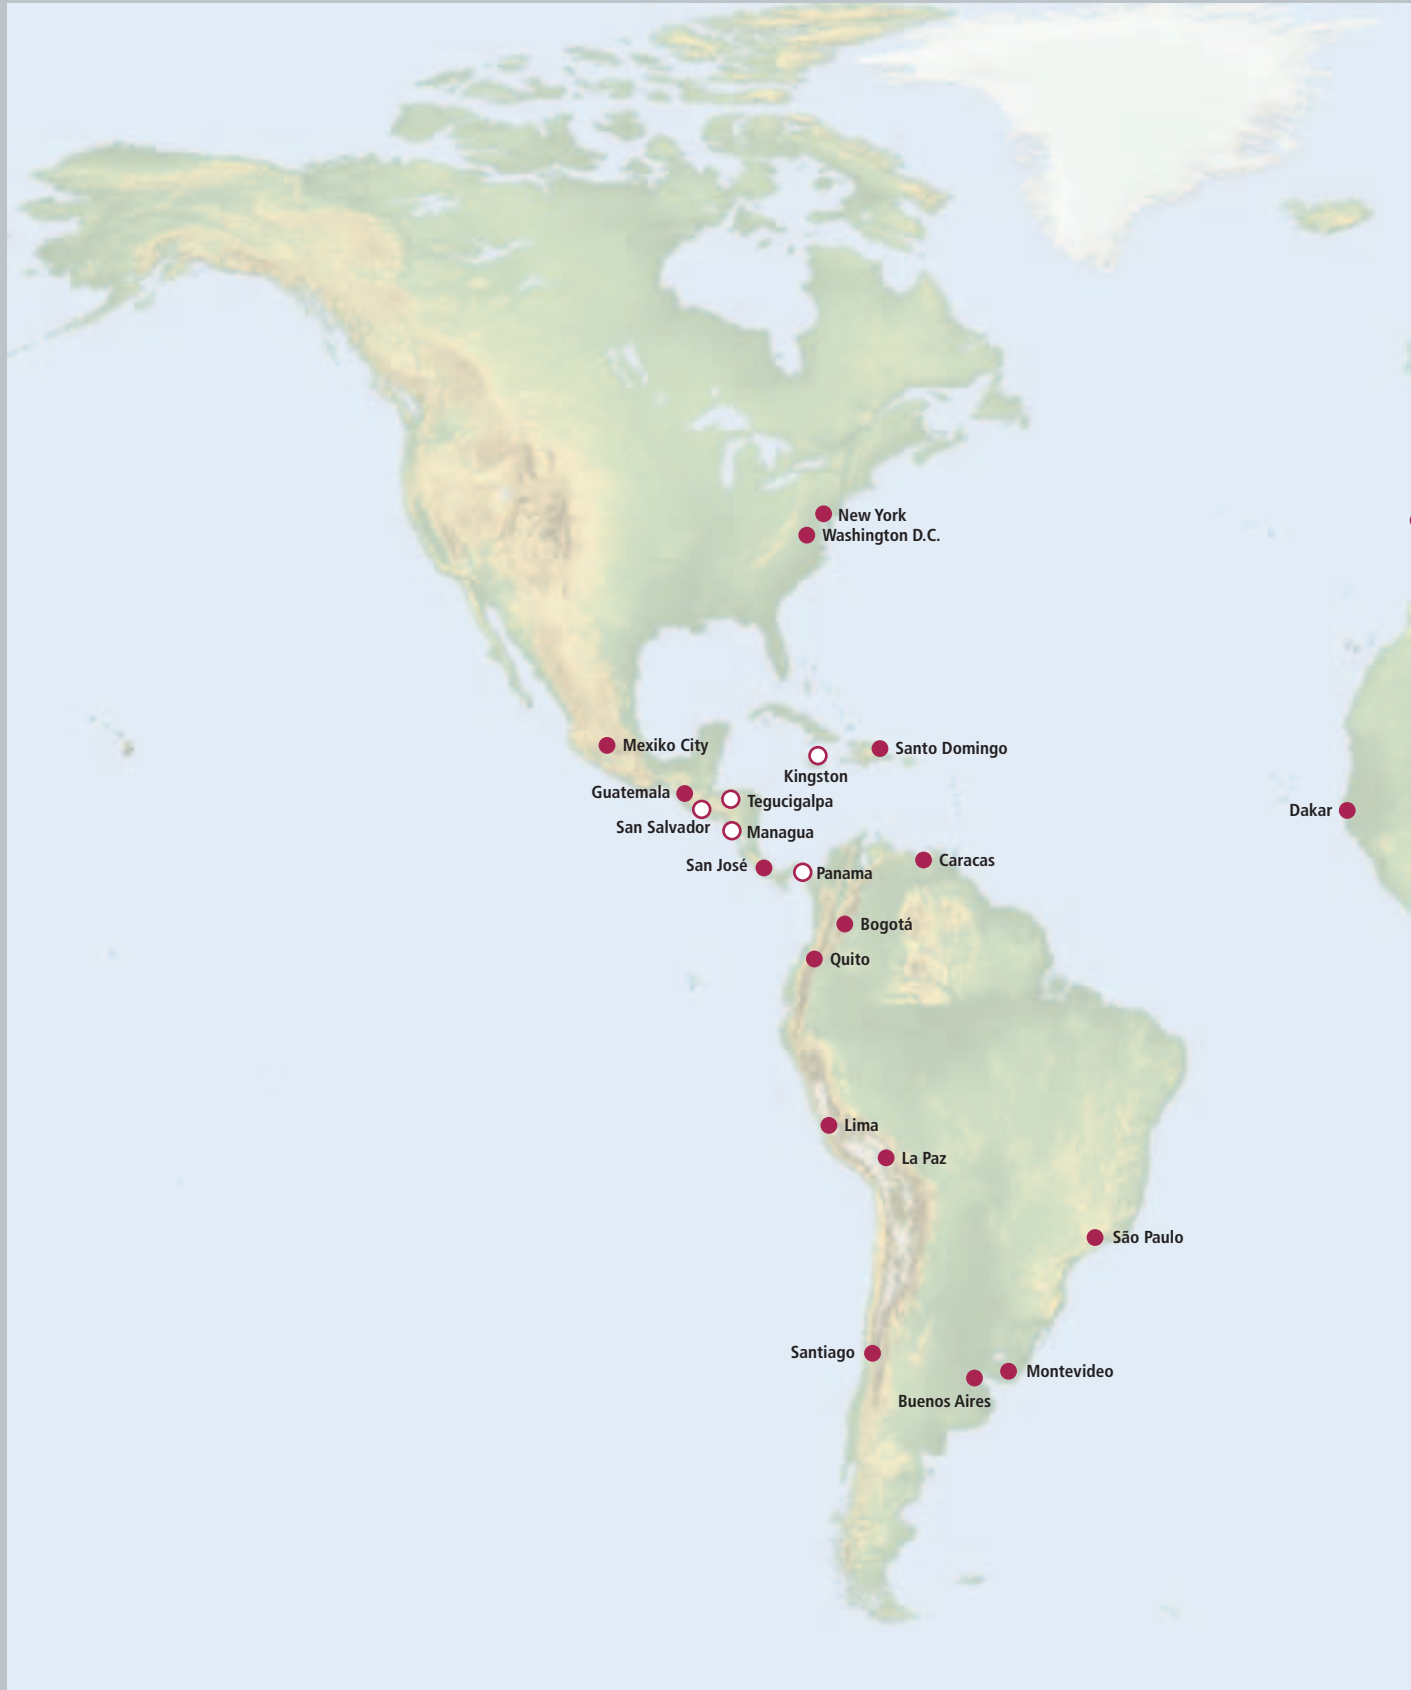 New York
Washington D.C.
Mexiko City
Santo Domingo
Kingston
Guatemala
Tegucigalpa
San Salvador
Managua
Dakar
San José
Panama
Caracas
Bogotá
Quito
Lima
La Paz
São Paulo
Santiago
Montevideo
Buenos Aires